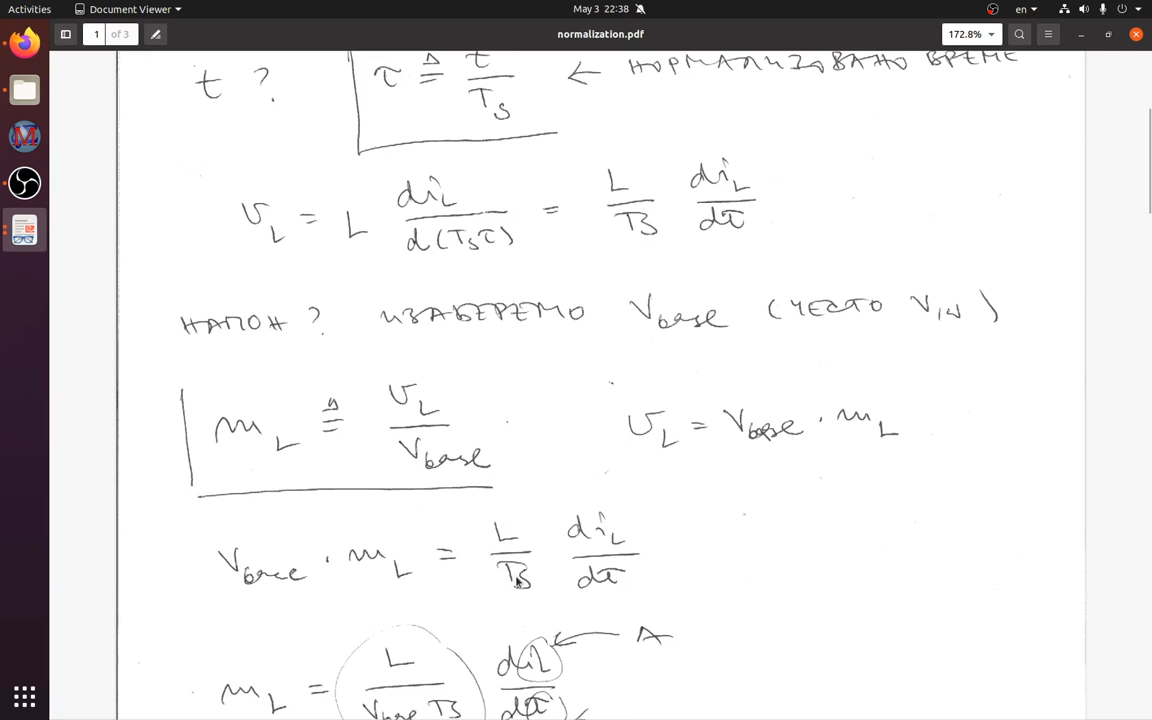 Activities Document Viewer May 3 22:38 en
1 of 3 normalization.pdf 172.8%
t ? τ ≜ t / T_S ← НОРМАЛИЗОВАНО ВРЕМЕ
v_L = L di_L / d(T_S τ) = L / T_S di_L / dτ
НАПОН ? ИЗАБЕРЕМО V_base (ЧЕСТО V_IN)
m_L ≜ v_L / V_base v_L = V_base · m_L
V_base · m_L = L / T_S di_L / dτ
m_L = L / V_base T_S di_L / dτ ← A